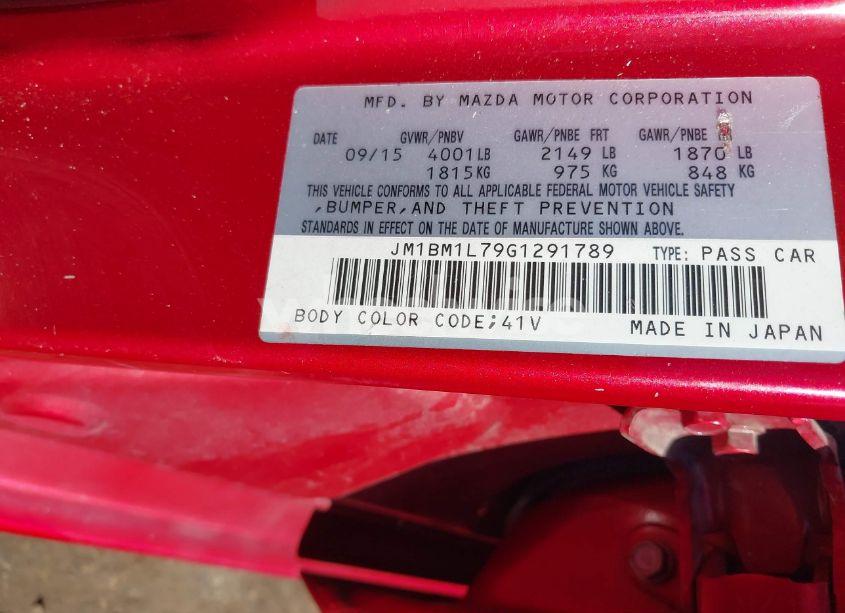 MFD. BY MAZDA MOTOR CORPORATION
DATE GVWR/PNBV GAWR/PNBE FRT GAWR/PNBE
09/15 4001 LB 2149 LB 1870 LB
1815 KG 975 KG 848 KG
THIS VEHICLE CONFORMS TO ALL APPLICABLE FEDERAL MOTOR VEHICLE SAFETY
,BUMPER,AND THEFT PREVENTION
STANDARDS IN EFFECT ON THE DATE OF MANUFACTURE SHOWN ABOVE.
JM1BM1L79G1291789 TYPE: PASS CAR
BODY COLOR CODE;41V MADE IN JAPAN